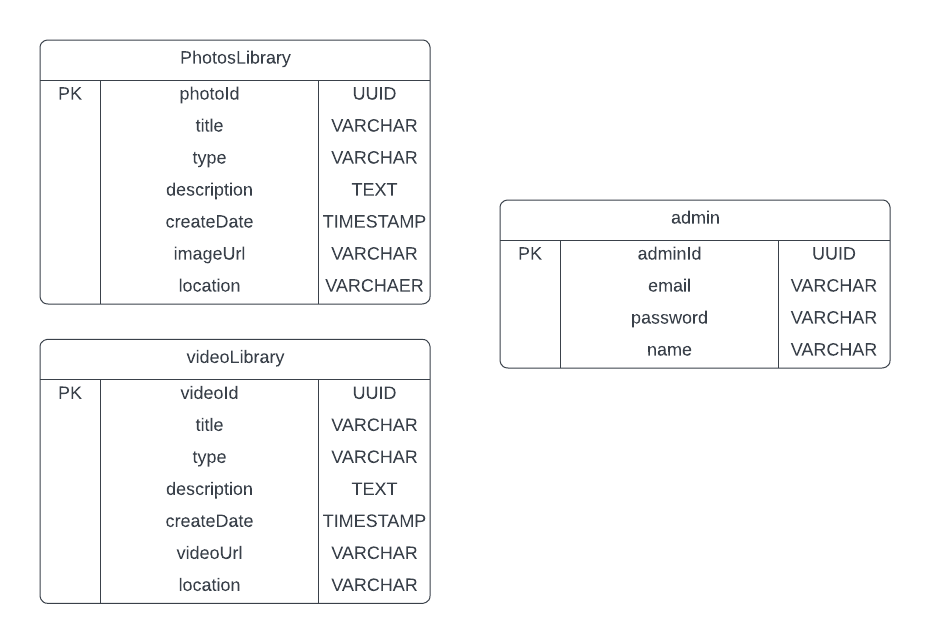 PhotosLibrary
PK photoId UUID
title VARCHAR
type VARCHAR
description TEXT
createDate TIMESTAMP
imageUrl VARCHAR
location VARCHAER
videoLibrary
PK videoId UUID
title VARCHAR
type VARCHAR
description TEXT
createDate TIMESTAMP
videoUrl VARCHAR
location VARCHAR
admin
PK adminId UUID
email VARCHAR
password VARCHAR
name VARCHAR